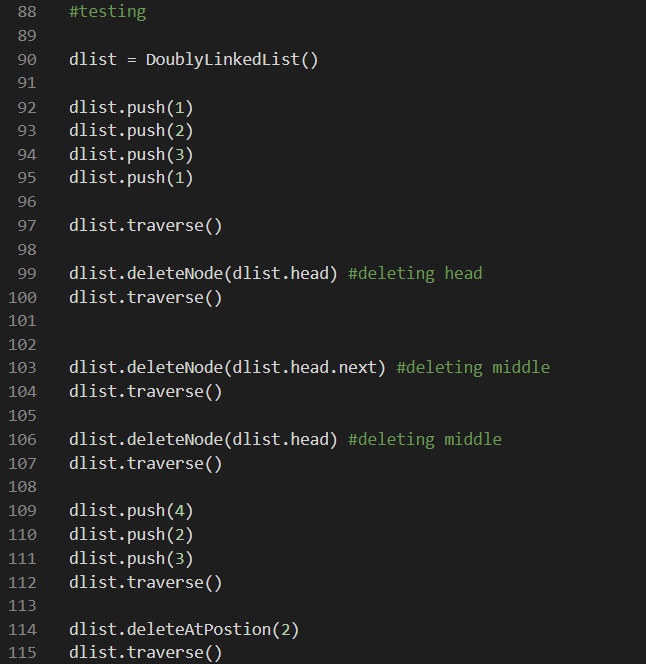 88 #testing
89
90 dlist = DoublyLinkedList()
91
92 dlist.push(1)
93 dlist.push(2)
94 dlist.push(3)
95 dlist.push(1)
96
97 dlist.traverse()
98
99 dlist.deleteNode(dlist.head) #deleting head
100 dlist.traverse()
101
102
103 dlist.deleteNode(dlist.head.next) #deleting middle
104 dlist.traverse()
105
106 dlist.deleteNode(dlist.head) #deleting middle
107 dlist.traverse()
108
109 dlist.push(4)
110 dlist.push(2)
111 dlist.push(3)
112 dlist.traverse()
113
114 dlist.deleteAtPostion(2)
115 dlist.traverse()